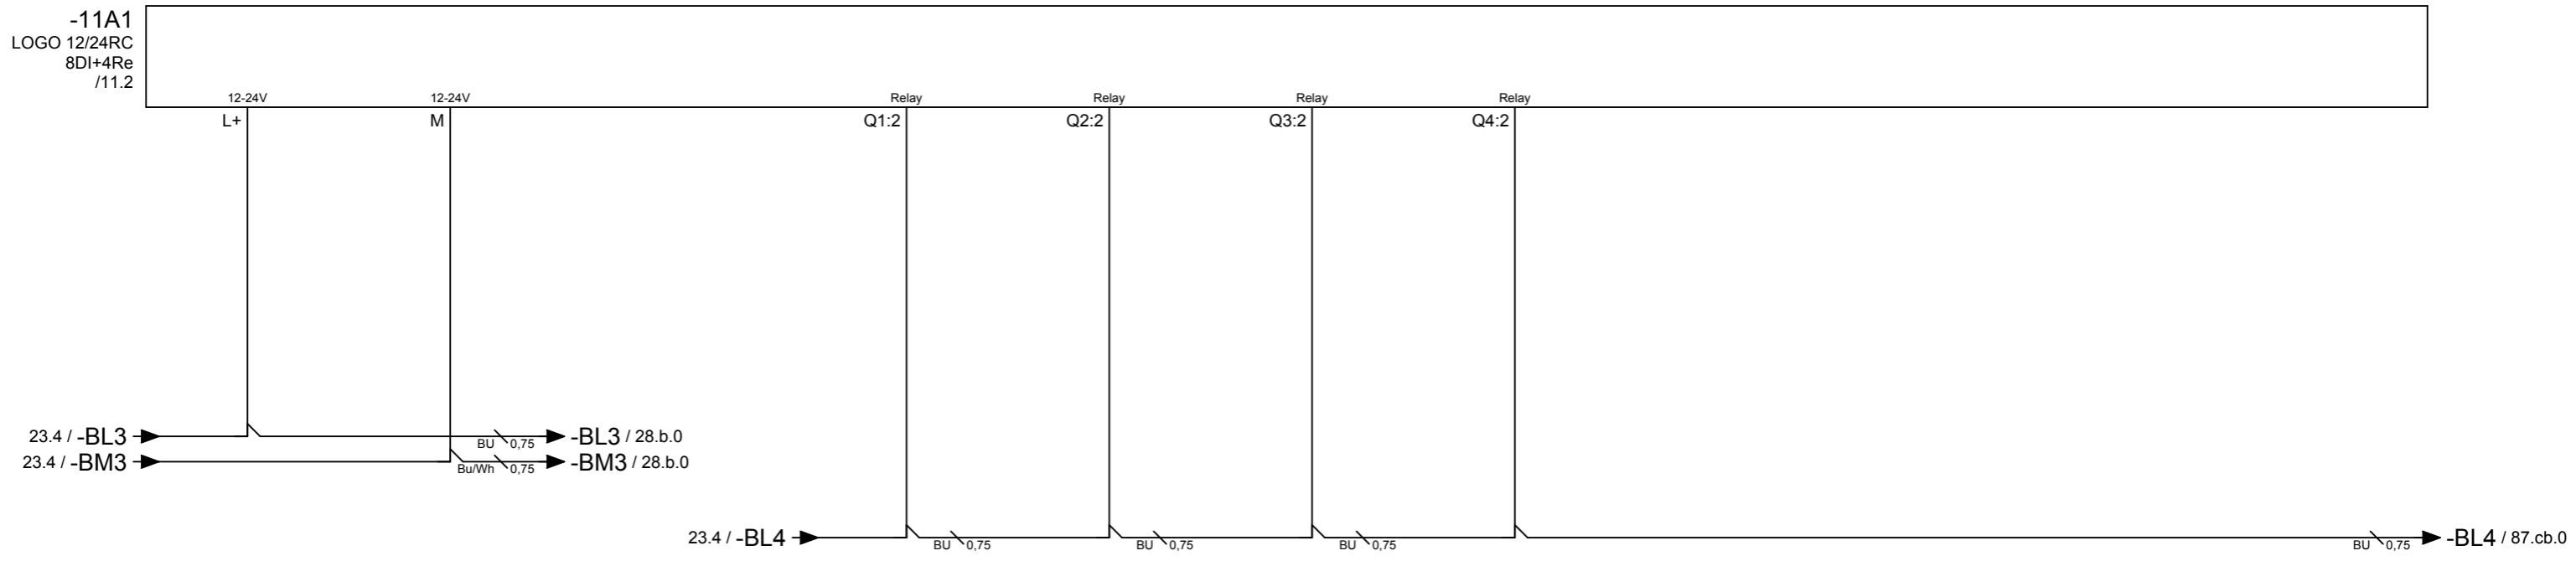 -11A1
LOGO 12/24RC
8DI+4Re
/11.2
12-24V 12-24V Relay Relay Relay Relay
L+ M Q1:2 Q2:2 Q3:2 Q4:2
23.4 / -BL3 BU 0,75 -BL3 / 28.b.0
23.4 / -BM3 Bu/Wh 0,75 -BM3 / 28.b.0
23.4 / -BL4 BU 0,75 BU 0,75 BU 0,75 BU 0,75 -BL4 / 87.cb.0